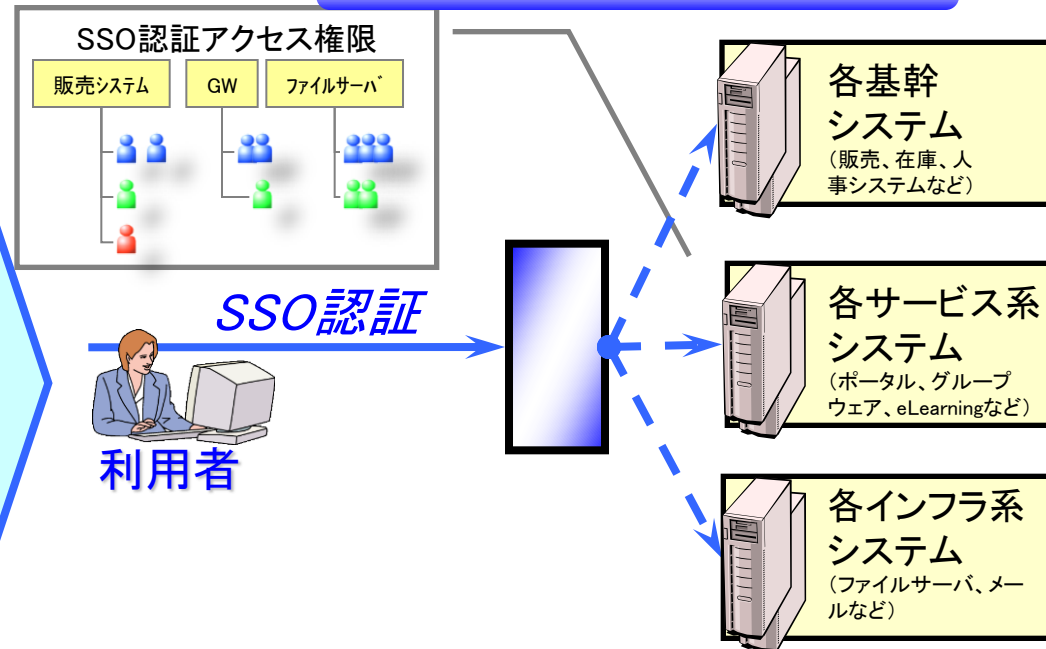 SSO認証アクセス権限
販売システム
GW
ファイルサーバ
SSO認証
利用者
各基幹
システム
(販売、在庫、人
事システムなど)
各サービス系
システム
(ポータル、グループ
ウェア、eLearningなど)
各インフラ系
システム
(ファイルサーバ、メー
ルなど)